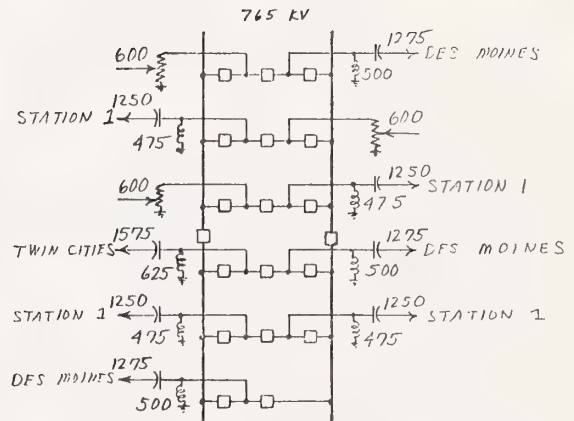 765 KV
600
1275
DES MOINES
500
1250
STATION 1
475
600
600
1250
STATION 1
475
TWIN CITIES
1575
625
1275
DES MOINES
500
1250
STATION 1
475
1250
STATION 1
475
1275
DES MOINES
500